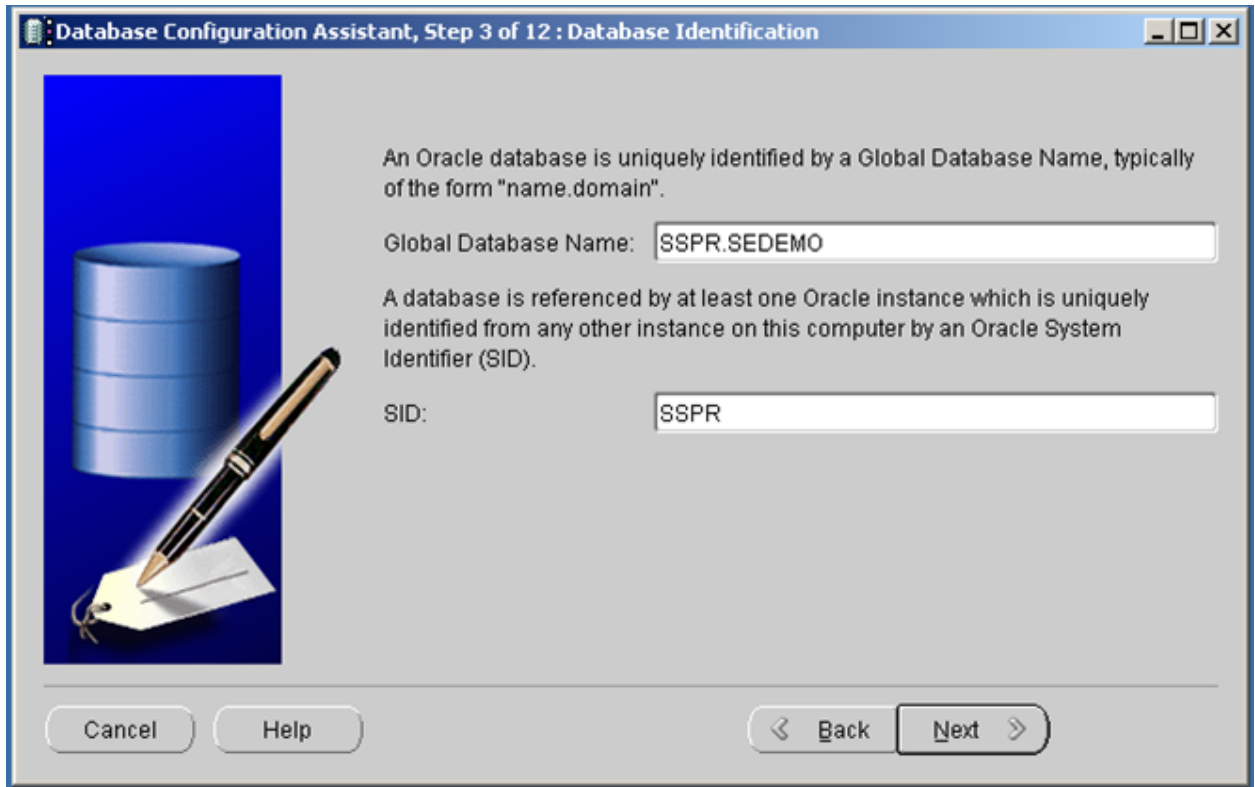 Database Configuration Assistant, Step 3 of 12 : Database Identification
An Oracle database is uniquely identified by a Global Database Name, typically
of the form "name.domain".
Global Database Name: SSPR.SEDEMO
A database is referenced by at least one Oracle instance which is uniquely
identified from any other instance on this computer by an Oracle System
Identifier (SID).
SID: SSPR
Cancel Help Back Next